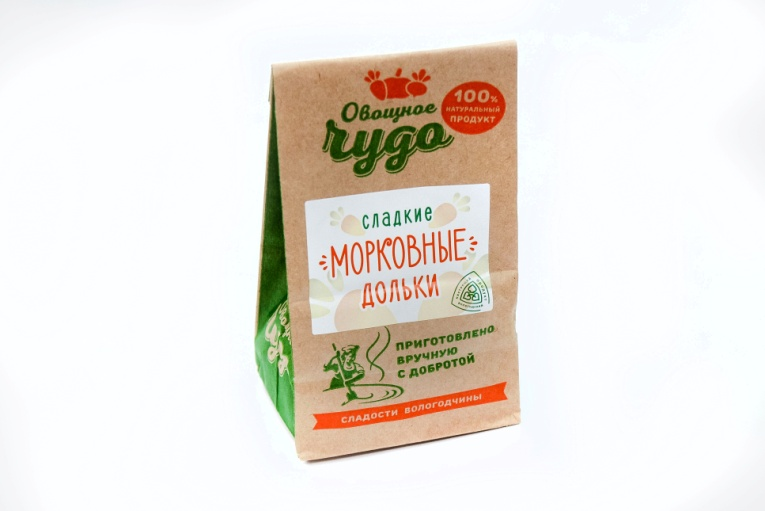 Овощное
чудо
100%
НАТУРАЛЬНЫЙ
ПРОДУКТ
СЛАДКИЕ
МОРКОВНЫЕ
ДОЛЬКИ
ПРИГОТОВЛЕНО
ВРУЧНУЮ
С ДОБРОТОЙ
СЛАДОСТИ ВОЛОГОДЧИНЫ